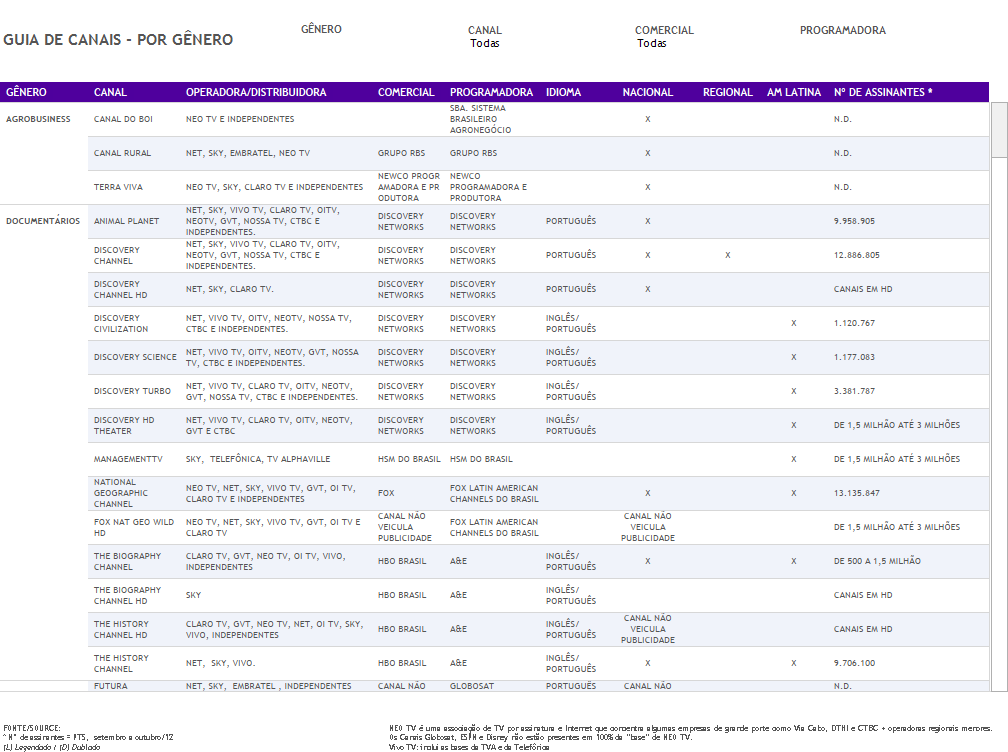 GUIA DE CANAIS - POR GÊNERO
GÊNERO
CANAL
Todas
COMERCIAL
Todas
PROGRAMADORA
GÊNERO CANAL OPERADORA/DISTRIBUIDORA COMERCIAL PROGRAMADORA IDIOMA NACIONAL REGIONAL AM LATINA Nº DE ASSINANTES *
AGROBUSINESS
CANAL DO BOI
NEO TV E INDEPENDENTES
SBA. SISTEMA
BRASILEIRO
AGRONEGÓCIO
X
N.D.
CANAL RURAL
NET, SKY, EMBRATEL, NEO TV
GRUPO RBS
GRUPO RBS
X
N.D.
TERRA VIVA
NEO TV, SKY, CLARO TV E INDEPENDENTES
NEWCO PROGR
AMADORA E PR
ODUTORA
NEWCO
PROGRAMADORA E
PRODUTORA
X
N.D.
DOCUMENTÁRIOS
ANIMAL PLANET
NET, SKY, VIVO TV, CLARO TV, OITV,
NEOTV, GVT, NOSSA TV, CTBC E
INDEPENDENTES.
DISCOVERY
NETWORKS
DISCOVERY
NETWORKS
PORTUGUÊS
X
9.958.905
DISCOVERY
CHANNEL
NET, SKY, VIVO TV, CLARO TV, OITV,
NEOTV, GVT, NOSSA TV, CTBC E
INDEPENDENTES.
DISCOVERY
NETWORKS
DISCOVERY
NETWORKS
PORTUGUÊS
X
X
12.886.805
DISCOVERY
CHANNEL HD
NET, SKY, CLARO TV.
DISCOVERY
NETWORKS
DISCOVERY
NETWORKS
PORTUGUÊS
X
CANAIS EM HD
DISCOVERY
CIVILIZATION
NET, VIVO TV, OITV, NEOTV, NOSSA TV,
CTBC E INDEPENDENTES.
DISCOVERY
NETWORKS
DISCOVERY
NETWORKS
INGLÊS/
PORTUGUÊS
X
1.120.767
DISCOVERY SCIENCE
NET, VIVO TV, OITV, NEOTV, GVT, NOSSA
TV, CTBC E INDEPENDENTES.
DISCOVERY
NETWORKS
DISCOVERY
NETWORKS
INGLÊS/
PORTUGUÊS
X
1.177.083
DISCOVERY TURBO
NET, VIVO TV, CLARO TV, OITV, NEOTV,
GVT, NOSSA TV, CTBC E INDEPENDENTES.
DISCOVERY
NETWORKS
DISCOVERY
NETWORKS
INGLÊS/
PORTUGUÊS
X
3.381.787
DISCOVERY HD
THEATER
NET, VIVO TV, CLARO TV, OITV, NEOTV,
GVT E CTBC
DISCOVERY
NETWORKS
DISCOVERY
NETWORKS
INGLÊS/
PORTUGUÊS
X
DE 1,5 MILHÃO ATÉ 3 MILHÕES
MANAGEMENTTV
SKY, TELEFÔNICA, TV ALPHAVILLE
HSM DO BRASIL
HSM DO BRASIL
X
DE 1,5 MILHÃO ATÉ 3 MILHÕES
NATIONAL
GEOGRAPHIC
CHANNEL
NEO TV, NET, SKY, VIVO TV, GVT, OI TV,
CLARO TV E INDEPENDENTES
FOX
FOX LATIN AMERICAN
CHANNELS DO BRASIL
X
X
13.135.847
FOX NAT GEO WILD
HD
NEO TV, NET, SKY, VIVO TV, GVT, OI TV E
CLARO TV
CANAL NÃO
VEICULA
PUBLICIDADE
FOX LATIN AMERICAN
CHANNELS DO BRASIL
CANAL NÃO
VEICULA
PUBLICIDADE
DE 1,5 MILHÃO ATÉ 3 MILHÕES
THE BIOGRAPHY
CHANNEL
CLARO TV, GVT, NEO TV, OI TV, VIVO,
INDEPENDENTES
HBO BRASIL
A&E
INGLÊS/
PORTUGUÊS
X
X
DE 500 A 1,5 MILHÃO
THE BIOGRAPHY
CHANNEL HD
SKY
HBO BRASIL
A&E
INGLÊS/
PORTUGUÊS
CANAIS EM HD
THE HISTORY
CHANNEL HD
CLARO TV, GVT, NEO TV, NET, OI TV, SKY,
VIVO, INDEPENDENTES
HBO BRASIL
A&E
INGLÊS/
PORTUGUÊS
CANAL NÃO
VEICULA
PUBLICIDADE
CANAIS EM HD
THE HISTORY
CHANNEL
NET, SKY, VIVO.
HBO BRASIL
A&E
INGLÊS/
PORTUGUÊS
X
X
9.706.100
FUTURA
NET, SKY, EMBRATEL , INDEPENDENTES
CANAL NÃO
GLOBOSAT
PORTUGUÊS
CANAL NÃO
N.D.
FONTE/SOURCE:
* Nº de assinantes = PTS, setembro e outubro/12
(L) Legendado / (D) Dublado
NEO TV é uma associação de TV por assinatura e Internet que concentra algumas empresas de grande porte como Via Cabo, DTHI e CTBC + operadores regionais menores.
Os Canais Globosat, ESPN e Disney não estão presentes em 100% da "base" de NEO TV.
Vivo TV: inclui as bases de TVA e da Telefônica